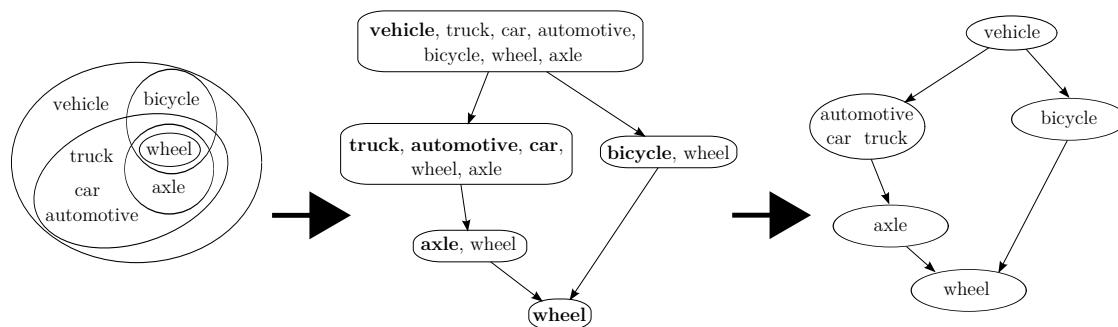 vehicle
bicycle
wheel
truck
axle
car
automotive
vehicle, truck, car, automotive,
bicycle, wheel, axle
truck, automotive, car,
wheel, axle
bicycle, wheel
axle, wheel
wheel
vehicle
automotive
car truck
bicycle
axle
wheel